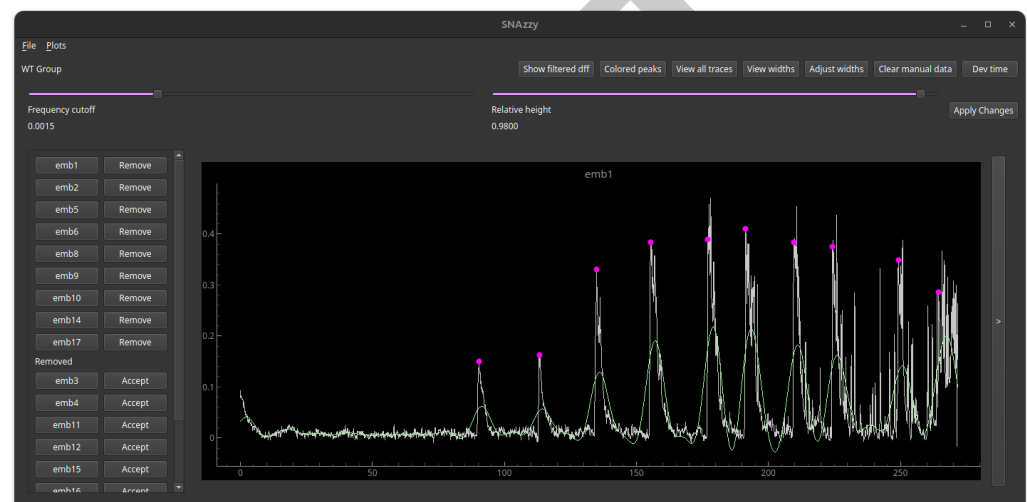 SNAzzy
File Plots
WT Group
Show filtered dff Colored peaks View all traces View widths Adjust widths Clear manual data Dev time
Frequency cutoff
0.0015
Relative height
0.9800
Apply Changes
emb1 Remove
emb2 Remove
emb5 Remove
emb6 Remove
emb8 Remove
emb9 Remove
emb10 Remove
emb14 Remove
emb17 Remove
Removed
emb3 Accept
emb4 Accept
emb11 Accept
emb12 Accept
emb15 Accept
emb16 Accept
emb1
0.4
0.3
0.2
0.1
0
0 50 100 150 200 250
>